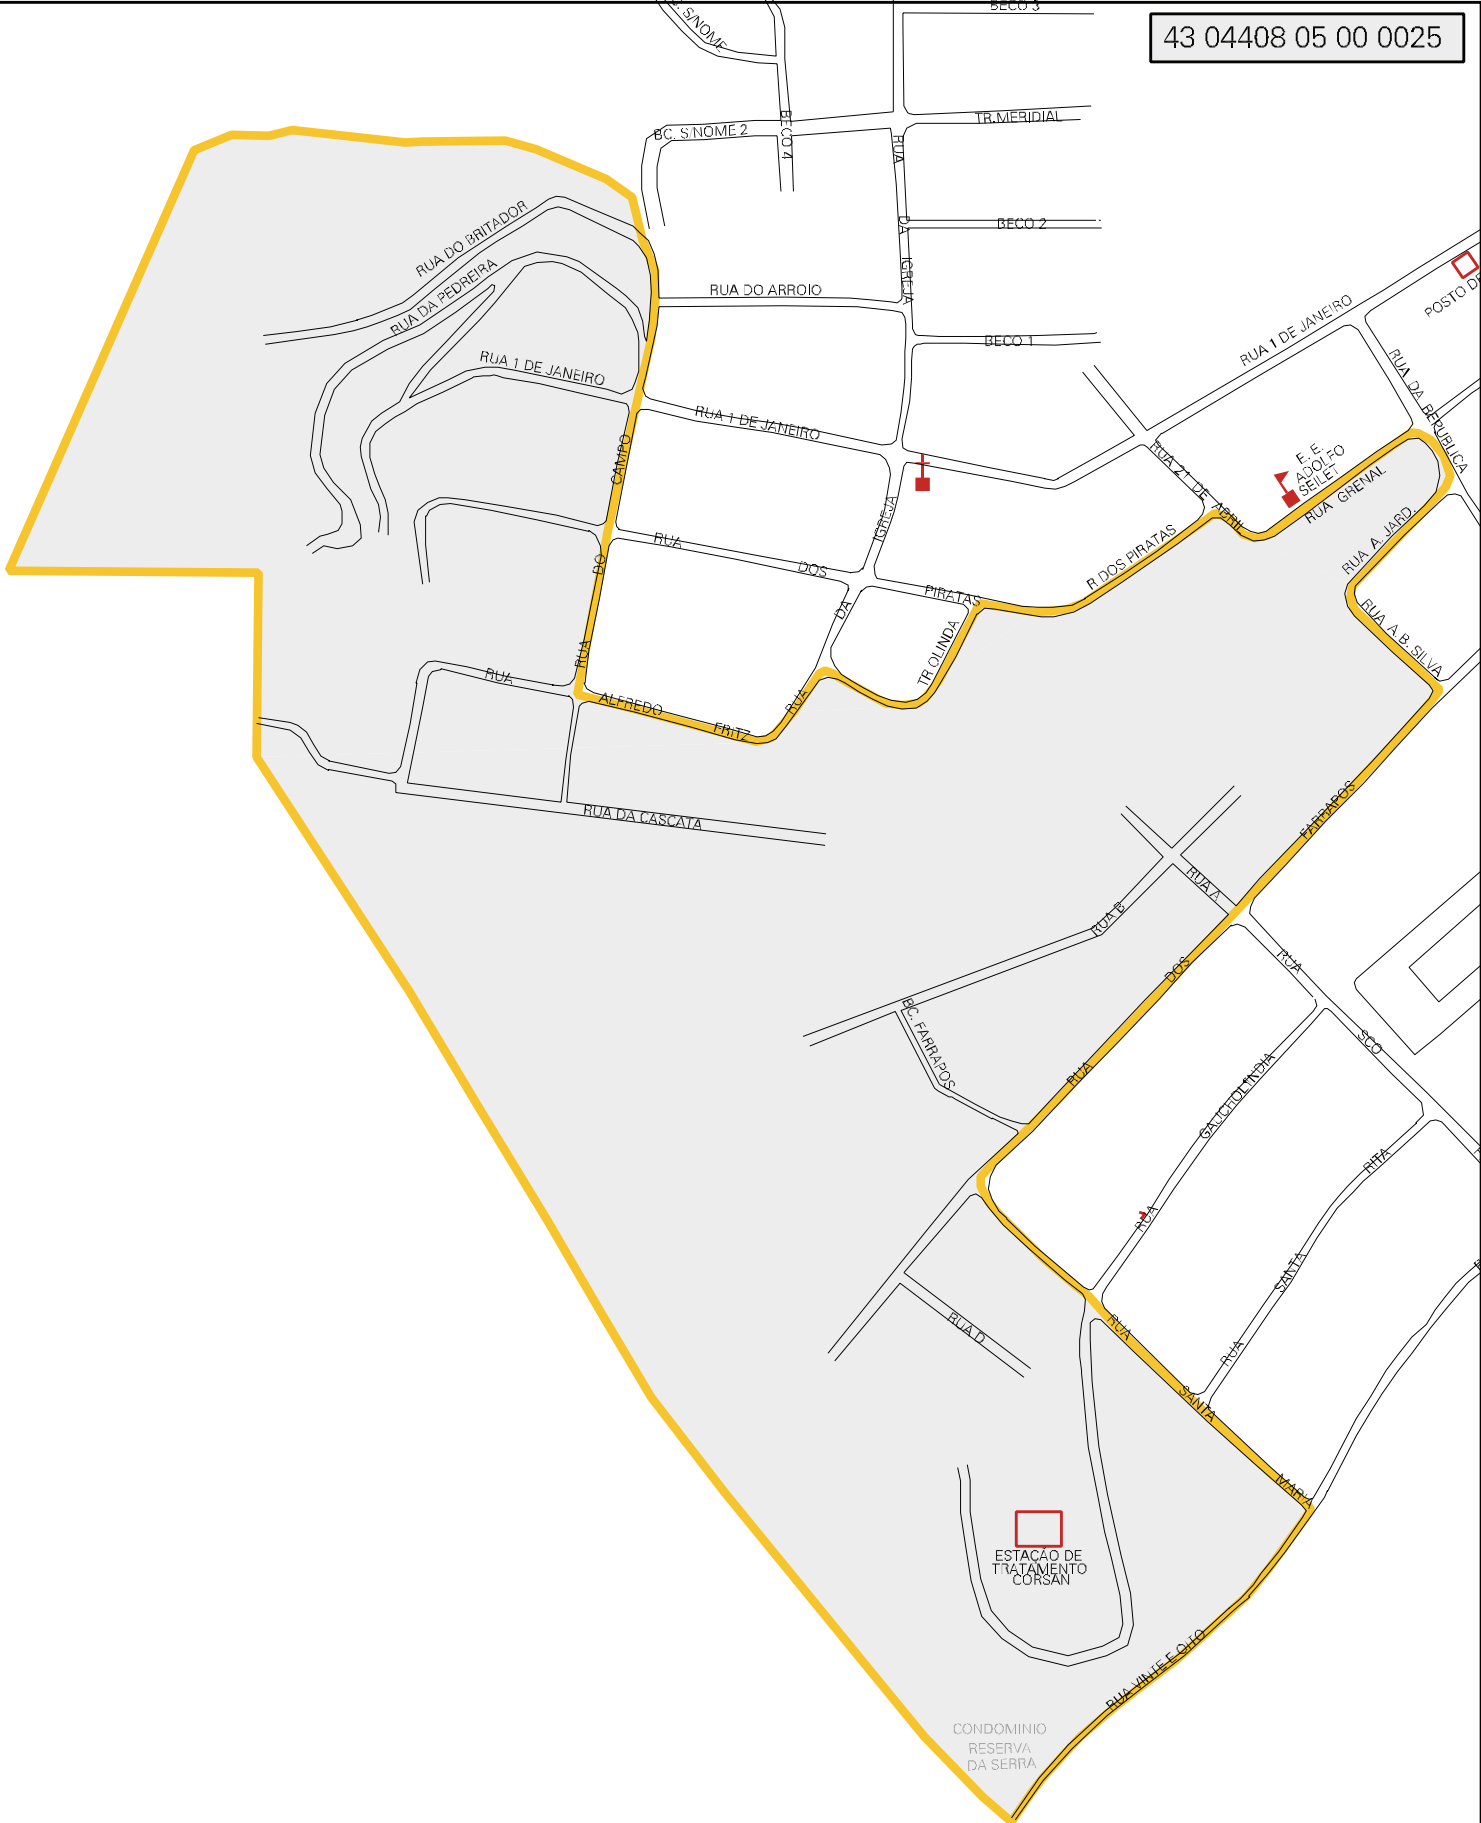 BECO 3
43 04408 05 00 0025
S/NOME
BC. S/NOME 2
BECO 4
TR.MERIDIAL
RUA
DA
IGREJA
BECO 2
RUA DO BRITADOR
RUA DA PEDREIRA
RUA DO ARROIO
BECO 1
RUA 1 DE JANEIRO
POSTO DE
RUA 1 DE JANEIRO
RUA 1 DE JANEIRO
RUA DA REPUBLICA
RUA 21 DE ABRIL
E. E.
ADOLFO
SEILET
RUA GRENAL
CAMPO
DO
RUA
RUA
DOS
PIRATAS
IGREJA
DA
RUA
R DOS PIRATAS
RUA A. JARD.
RUA A.B. SILVA
TR OLINDA
RUA
ALFREDO
FRITZ
RUA DA CASCATA
FARRAPOS
DOS
RUA
RUA A
RUA B
BC. FARRAPOS
RUA
SCO
GAUCHOLINDIA
RUA
RITA
SANTA
RUA
RUA D
RUA
SANTA
MARIA
ESTAÇÃO DE
TRATAMENTO
CORSAN
RUA VINTE E OITO
CONDOMINIO
RESERVA
DA SERRA